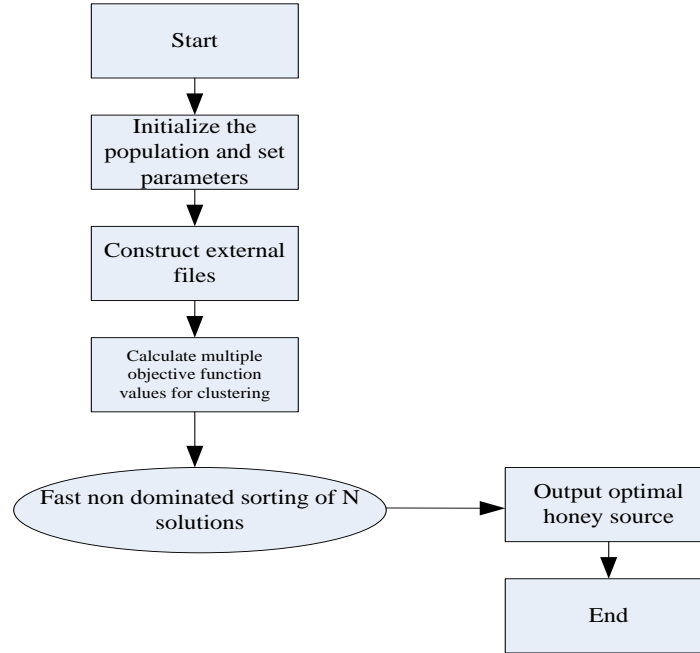 Start
Initialize the
population and set
parameters
Construct external
files
Calculate multiple
objective function
values for clustering
Fast non dominated sorting of N
solutions
Output optimal
honey source
End